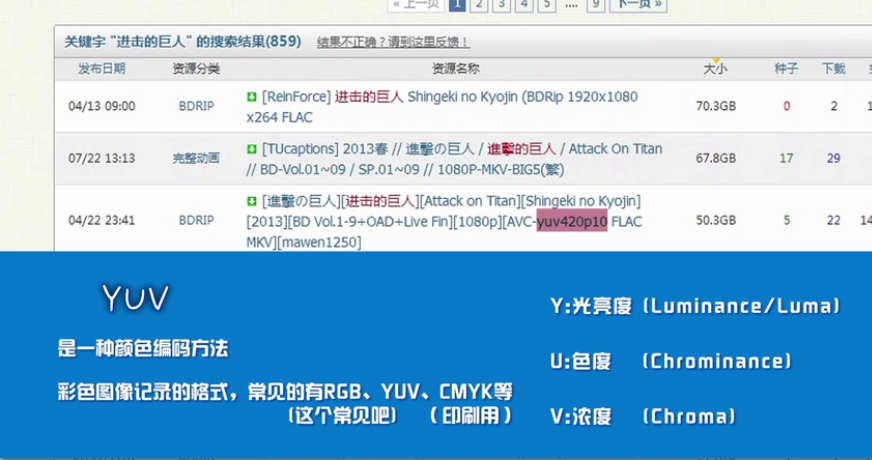 « 上一页 1 2 3 4 5 .... 9 下一页 »
关键字 "进击的巨人" 的搜索结果(859) 结果不正确？请到这里反馈！
发布日期 资源分类 资源名称 大小 种子 下载
04/13 09:00 BDRIP [ReinForce] 进击的巨人 Shingeki no Kyojin (BDRip 1920x1080 70.3GB 0 2
x264 FLAC
07/22 13:13 完整动画 [TUcaptions] 2013春 // 進撃の巨人 / 進擊的巨人 / Attack On Titan 67.8GB 17 29
// BD-Vol.01~09 / SP.01~09 // 1080P-MKV-BIG5(繁)
04/22 23:41 BDRIP [進撃の巨人][进击的巨人][Attack on Titan][Shingeki no Kyojin] 50.3GB 5 22
[2013][BD Vol.1-9+OAD+Live Fin][1080p][AVC-yuv420p10 FLAC
MKV][mawen1250]
YUV
是一种颜色编码方法
彩色图像记录的格式，常见的有RGB、YUV、CMYK等
(这个常见吧) （印刷用）
Y:光亮度 (Luminance/Luma)
U:色度 (Chrominance)
V:浓度 (Chroma)